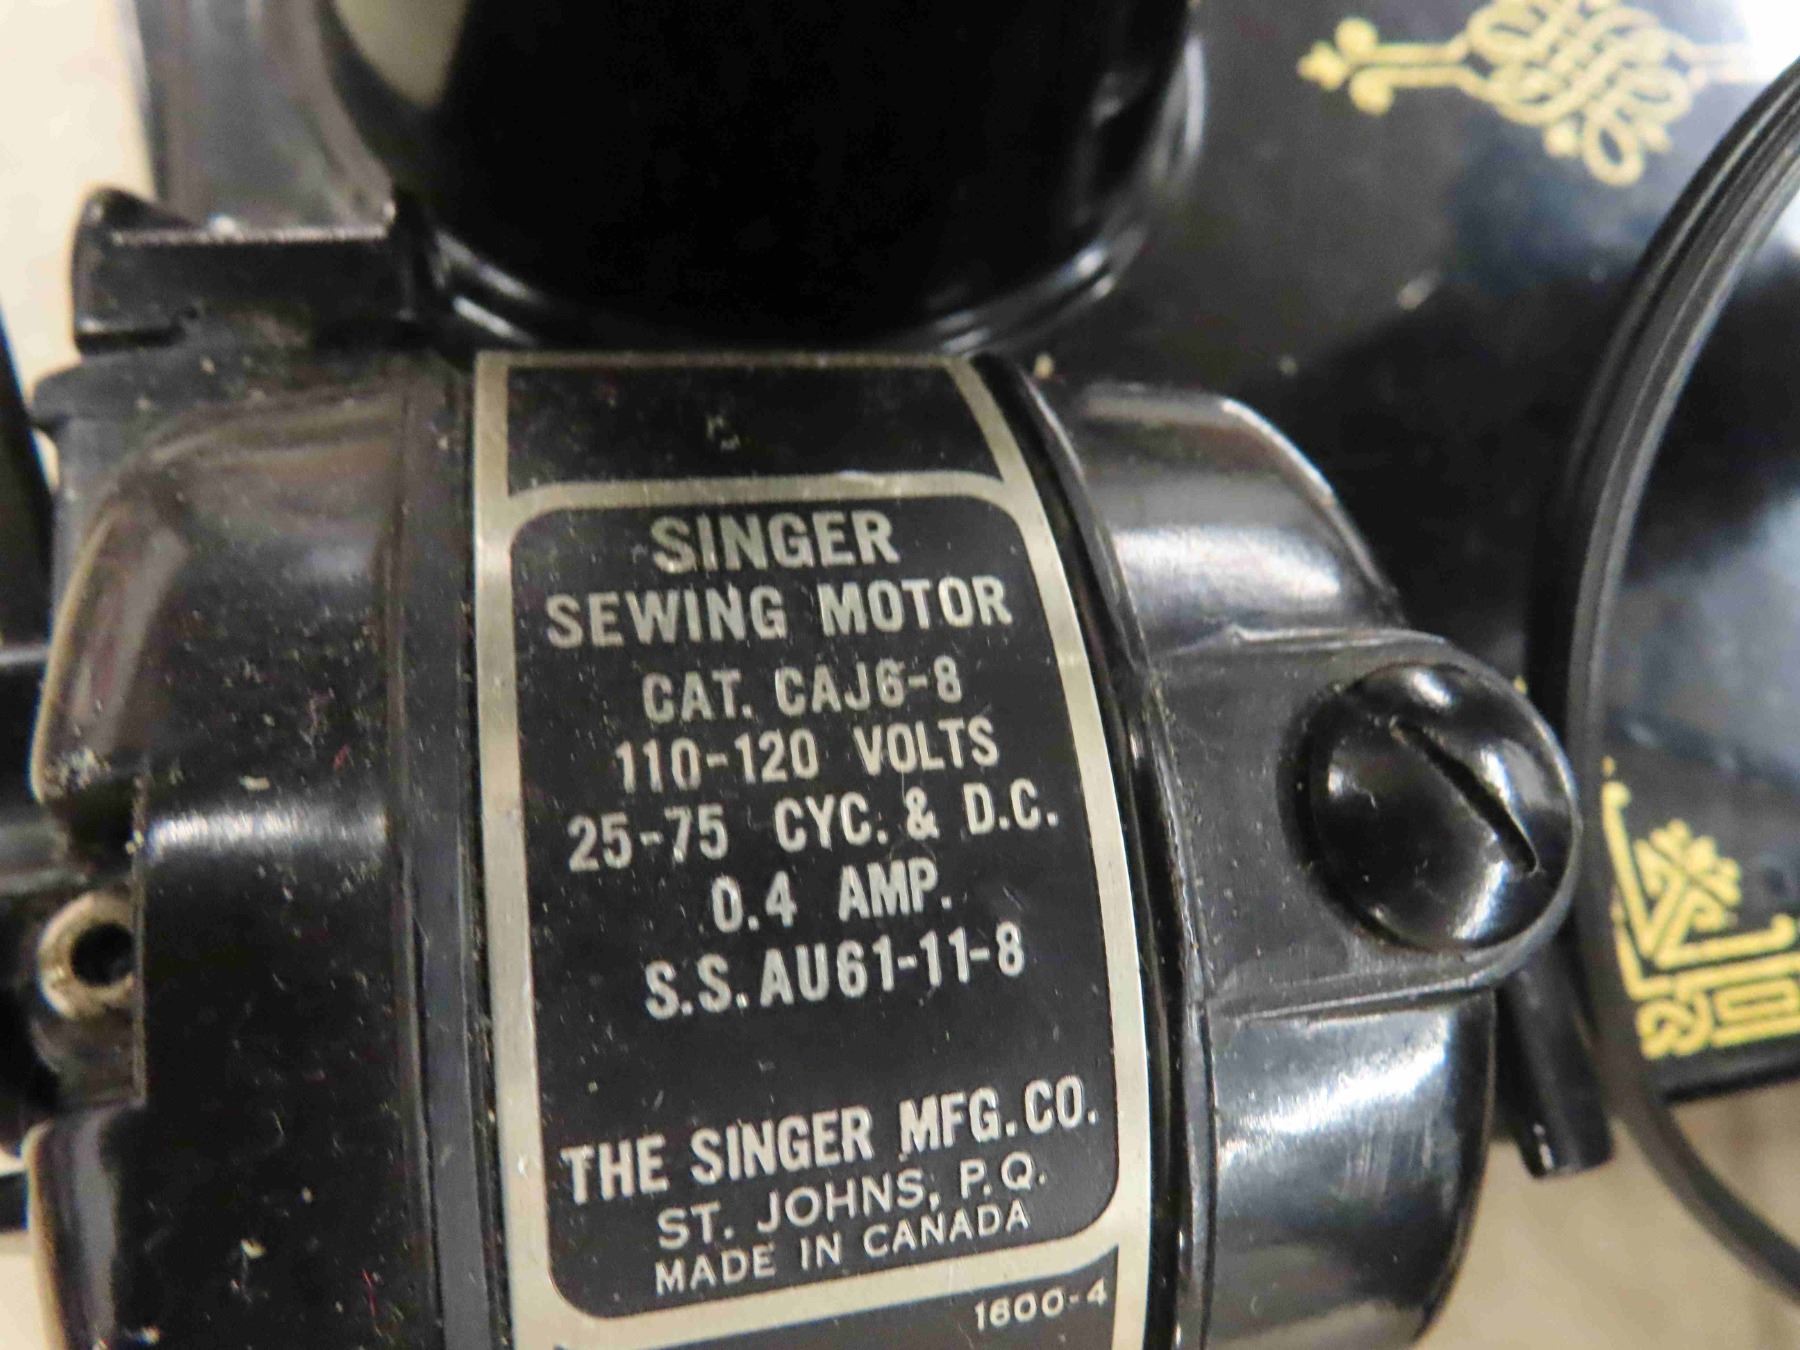 SINGER
SEWING MOTOR
CAT. CAJ6-8
110-120 VOLTS
25-75 CYC. & D.C.
0.4 AMP.
S.S. AU61-11-8
THE SINGER MFG. CO.
ST. JOHNS, P.Q.
MADE IN CANADA
1600-4